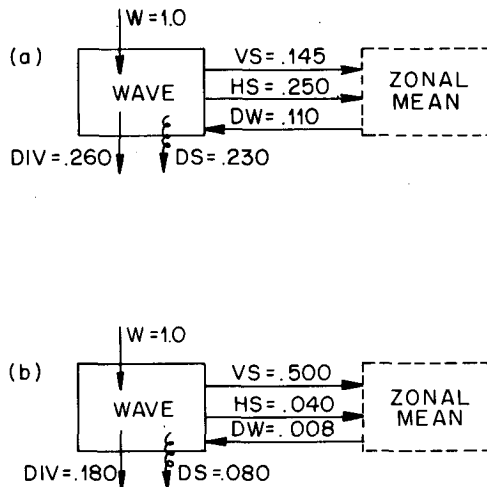 W=1.0
(a)
WAVE
VS=.145
HS=.250
DW=.110
ZONAL
MEAN
DIV=.260
DS=.230
W=1.0
(b)
WAVE
VS=.500
HS=.040
DW=.008
ZONAL
MEAN
DIV=.180
DS=.080